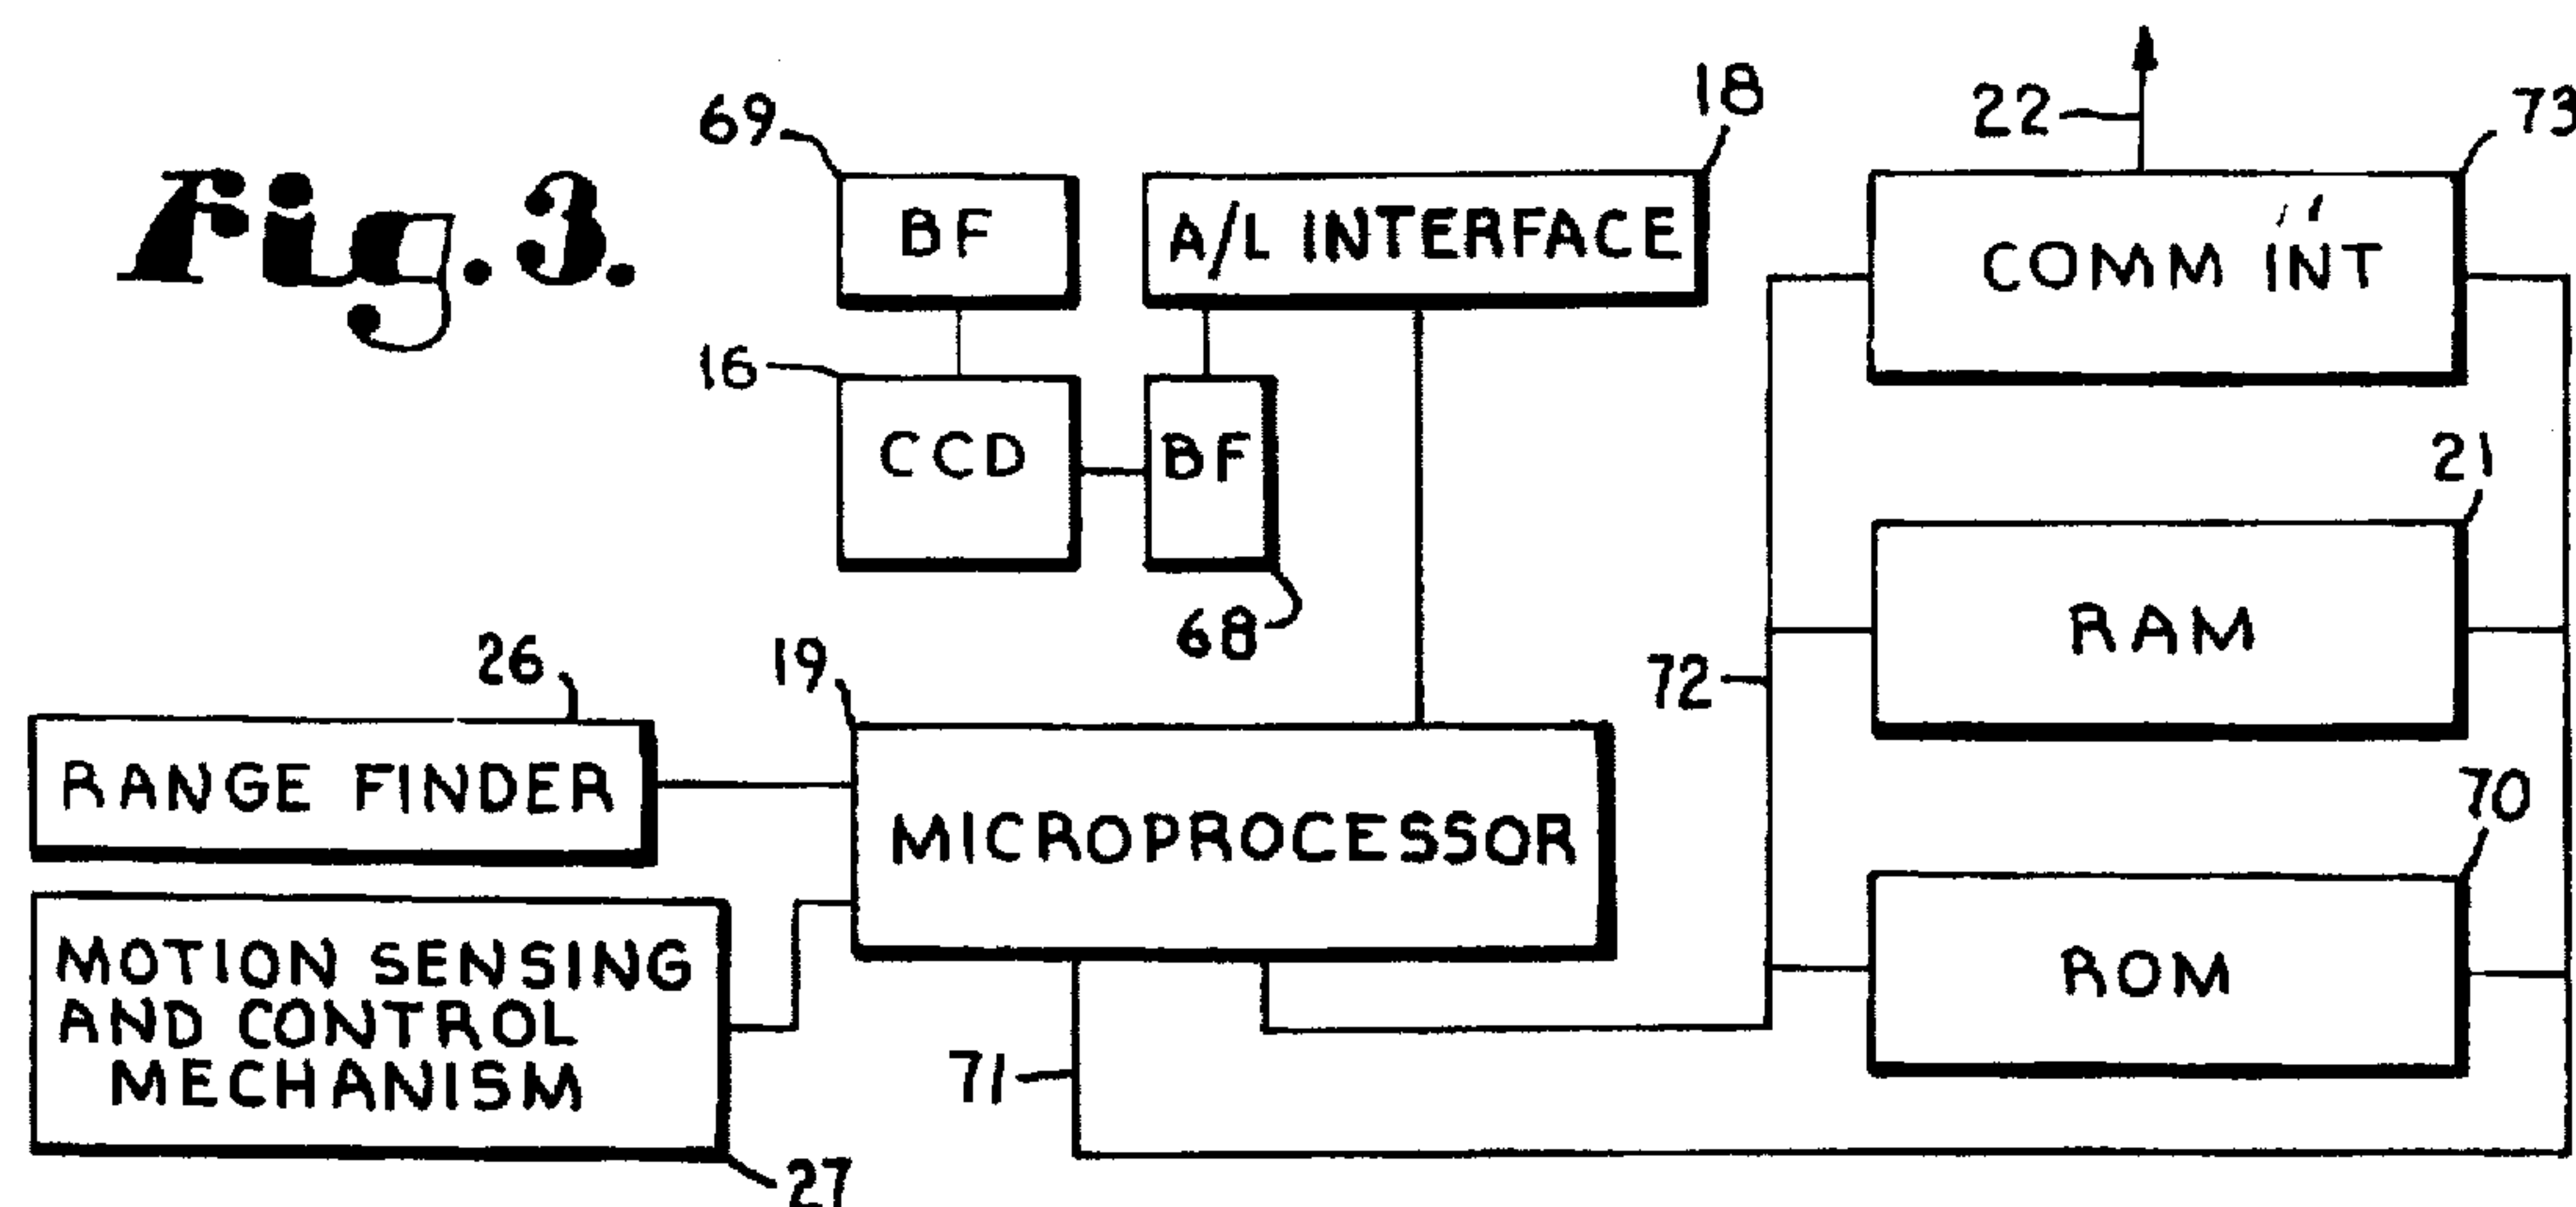 Fig. 3.
69
18
22
73
BF
A/L INTERFACE
COMM INT
16
CCD
BF
21
68
RAM
26
19
72
RANGE FINDER
MICROPROCESSOR
70
MOTION SENSING
AND CONTROL
MECHANISM
ROM
71
27